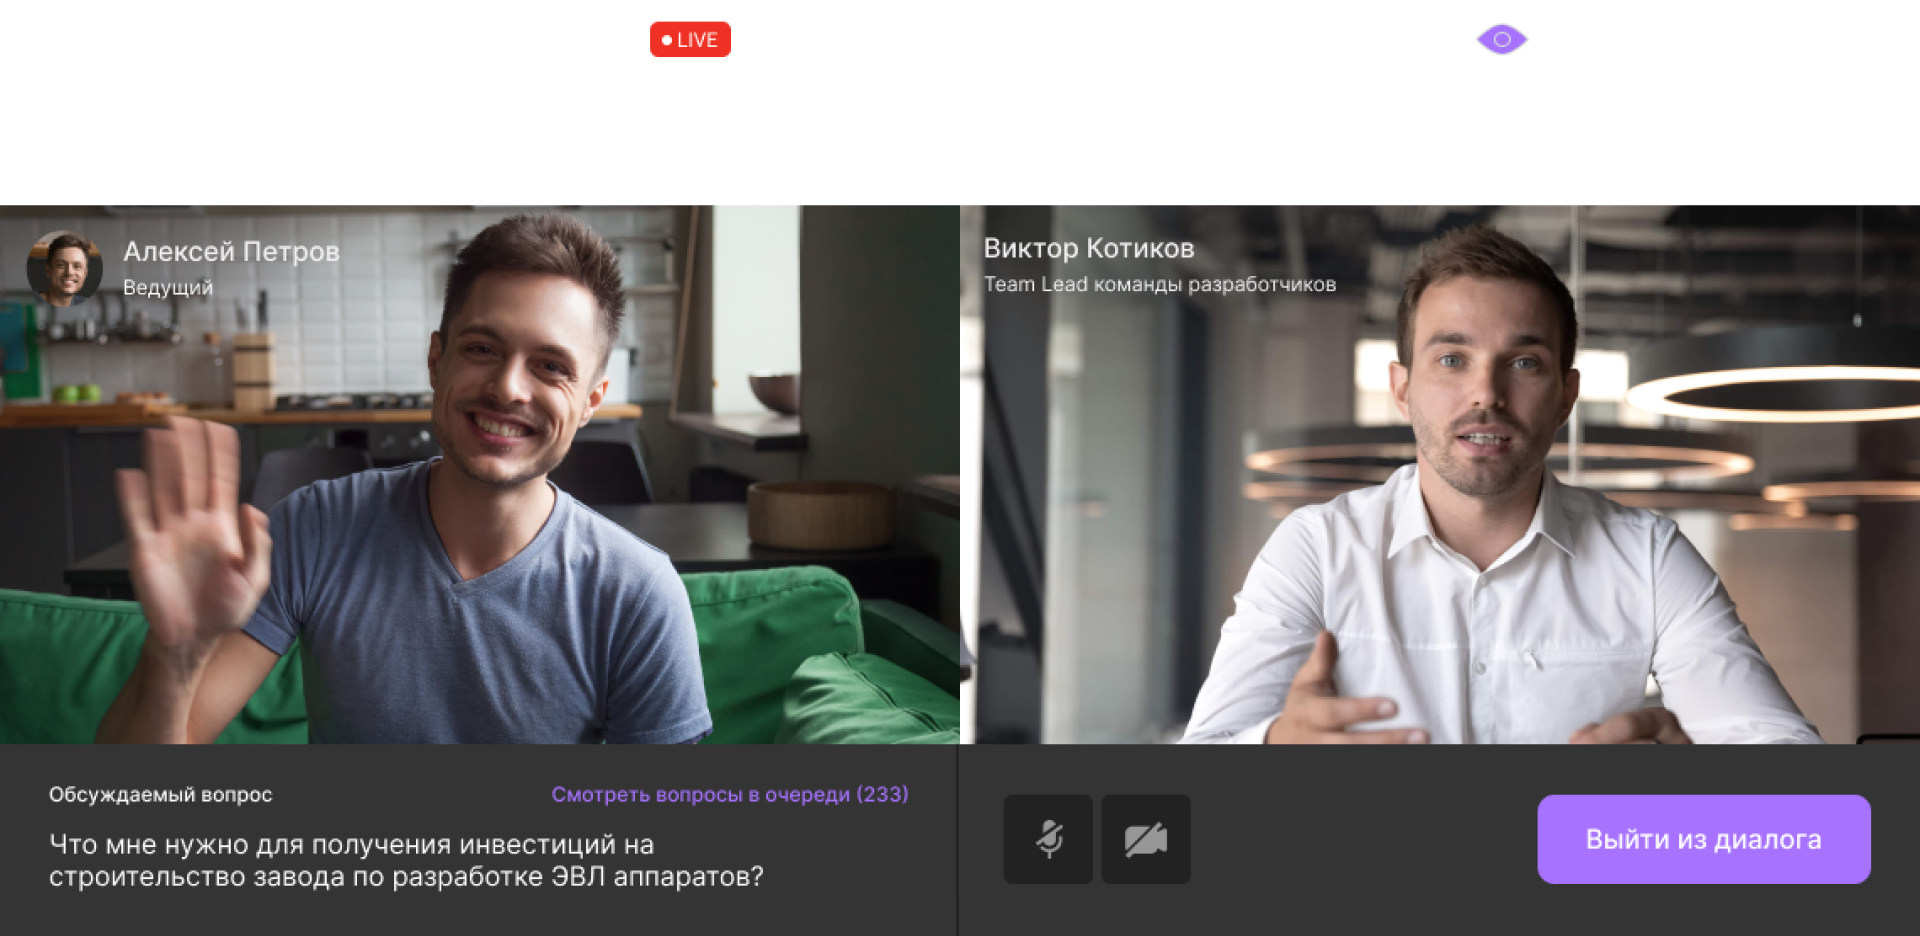 LIVE
Алексей Петров
Ведущий
Виктор Котиков
Team Lead команды разработчиков
Обсуждаемый вопрос
Смотреть вопросы в очереди (233)
Что мне нужно для получения инвестиций на
строительство завода по разработке ЭВЛ аппаратов?
Выйти из диалога